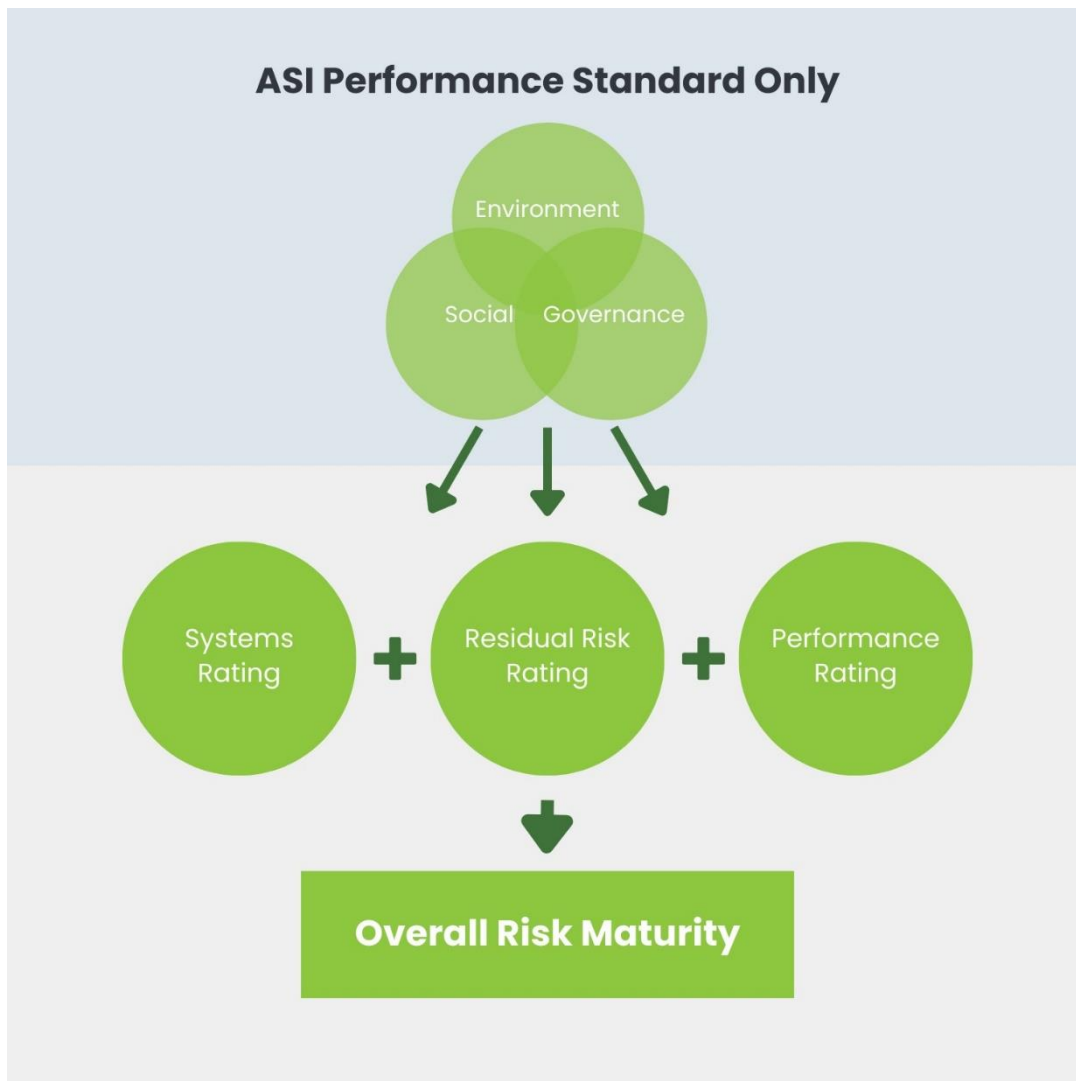 ASI Performance Standard Only
Environment
Social
Governance
Systems
Rating
Residual Risk
Rating
Performance
Rating
Overall Risk Maturity